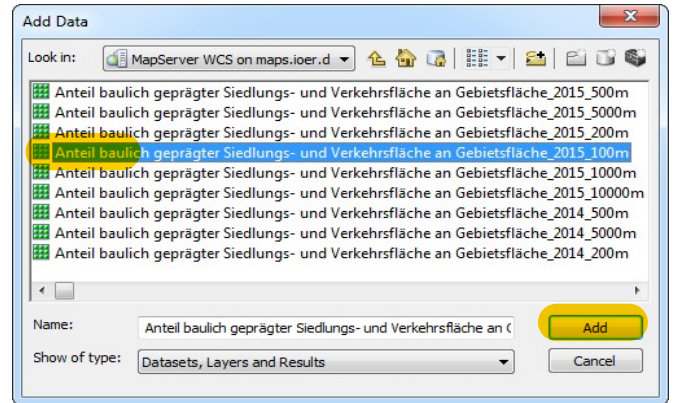 Add Data
Look in: MapServer WCS on maps.ioer.d
Anteil baulich geprägter Siedlungs- und Verkehrsfläche an Gebietsfläche_2015_500m
Anteil baulich geprägter Siedlungs- und Verkehrsfläche an Gebietsfläche_2015_5000m
Anteil baulich geprägter Siedlungs- und Verkehrsfläche an Gebietsfläche_2015_200m
Anteil baulich geprägter Siedlungs- und Verkehrsfläche an Gebietsfläche_2015_100m
Anteil baulich geprägter Siedlungs- und Verkehrsfläche an Gebietsfläche_2015_1000m
Anteil baulich geprägter Siedlungs- und Verkehrsfläche an Gebietsfläche_2015_10000m
Anteil baulich geprägter Siedlungs- und Verkehrsfläche an Gebietsfläche_2014_500m
Anteil baulich geprägter Siedlungs- und Verkehrsfläche an Gebietsfläche_2014_5000m
Anteil baulich geprägter Siedlungs- und Verkehrsfläche an Gebietsfläche_2014_200m
Name: Anteil baulich geprägter Siedlungs- und Verkehrsfläche an G Add
Show of type: Datasets, Layers and Results Cancel